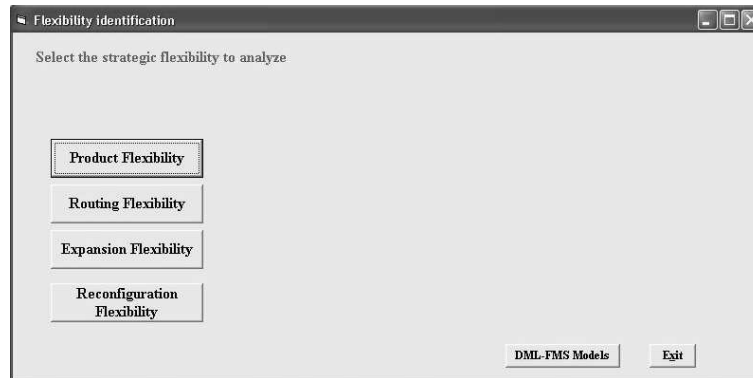 Flexibility identification
Select the strategic flexibility to analyze
Product Flexibility
Routing Flexibility
Expansion Flexibility
Reconfiguration
Flexibility
DML-FMS Models
Exit